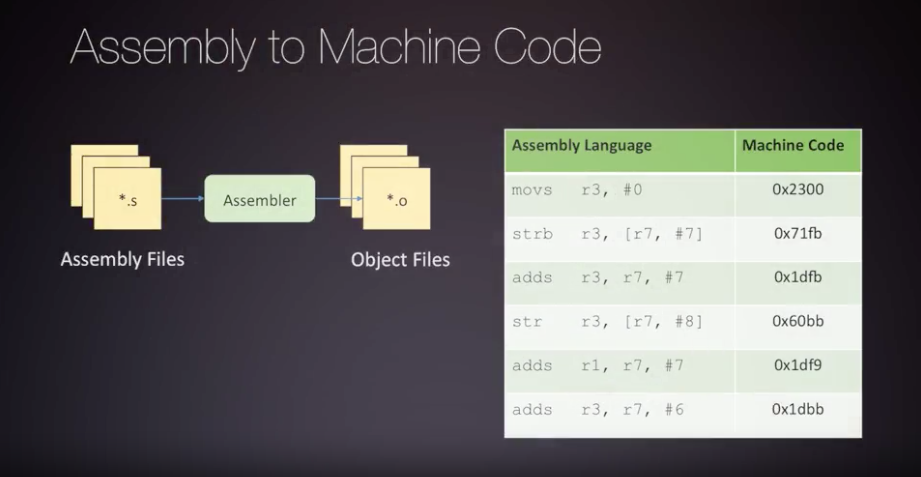 Assembly to Machine Code
*.s
Assembler
*.o
Assembly Files
Object Files
Assembly Language Machine Code
movs r3, #0 0x2300
strb r3, [r7, #7] 0x71fb
adds r3, r7, #7 0x1dfb
str r3, [r7, #8] 0x60bb
adds r1, r7, #7 0x1df9
adds r3, r7, #6 0x1dbb